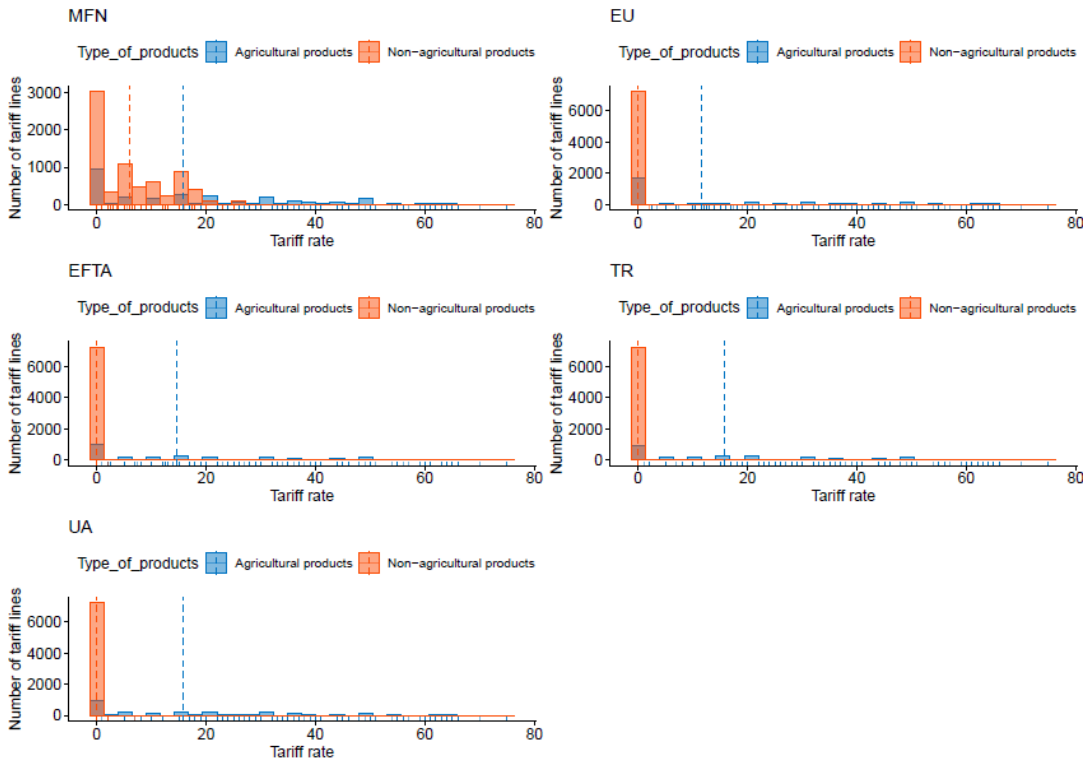 MFN
Type_of_products Agricultural products Non-agricultural products
Number of tariff lines
3000
2000
1000
0
0 20 40 60 80
Tariff rate
EU
Type_of_products Agricultural products Non-agricultural products
Number of tariff lines
6000
4000
2000
0
0 20 40 60 80
Tariff rate
EFTA
Type_of_products Agricultural products Non-agricultural products
Number of tariff lines
6000
4000
2000
0
0 20 40 60 80
Tariff rate
TR
Type_of_products Agricultural products Non-agricultural products
Number of tariff lines
6000
4000
2000
0
0 20 40 60 80
Tariff rate
UA
Type_of_products Agricultural products Non-agricultural products
Number of tariff lines
6000
4000
2000
0
0 20 40 60 80
Tariff rate